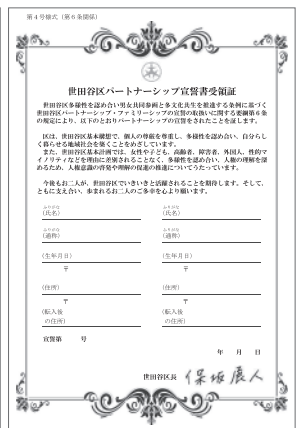 第4号様式（第6条関係）
世田谷区パートナーシップ宣誓書受領証
世田谷区多様性を認め合い男女共同参画と多文化共生を推進する条例に基づく
世田谷区パートナーシップ・ファミリーシップの宣誓の取扱いに関する要綱第6条
の規定により、以下のとおりパートナーシップの宣誓をされたことを証します。
区は、世田谷区基本構想で、個人の尊厳を尊重し、多様性を認め合い、自分らし
く暮らせる地域社会を築くことをめざしています。
また、世田谷区基本計画では、女性や子ども、高齢者、障害者、外国人、性的マ
イノリティなどを理由に差別されることなく、多様性を認め合い、人権の理解を深
めるため、人権意識の啓発や理解の促進についてうたっています。
今後もお二人が、世田谷区でいきいきと活躍されることを期待します。そして、
ともに支え合い、歩まれるお二人のご多幸を心より願います。
ふりがな ふりがな
（氏名） （氏名）
ふりがな ふりがな
（通称） （通称）
（生年月日） （生年月日）
〒 〒
（住所） （住所）
〒 〒
（転入後 （転入後
の住所） の住所）
宣誓第 号
年 月 日
世田谷区長 保坂展人